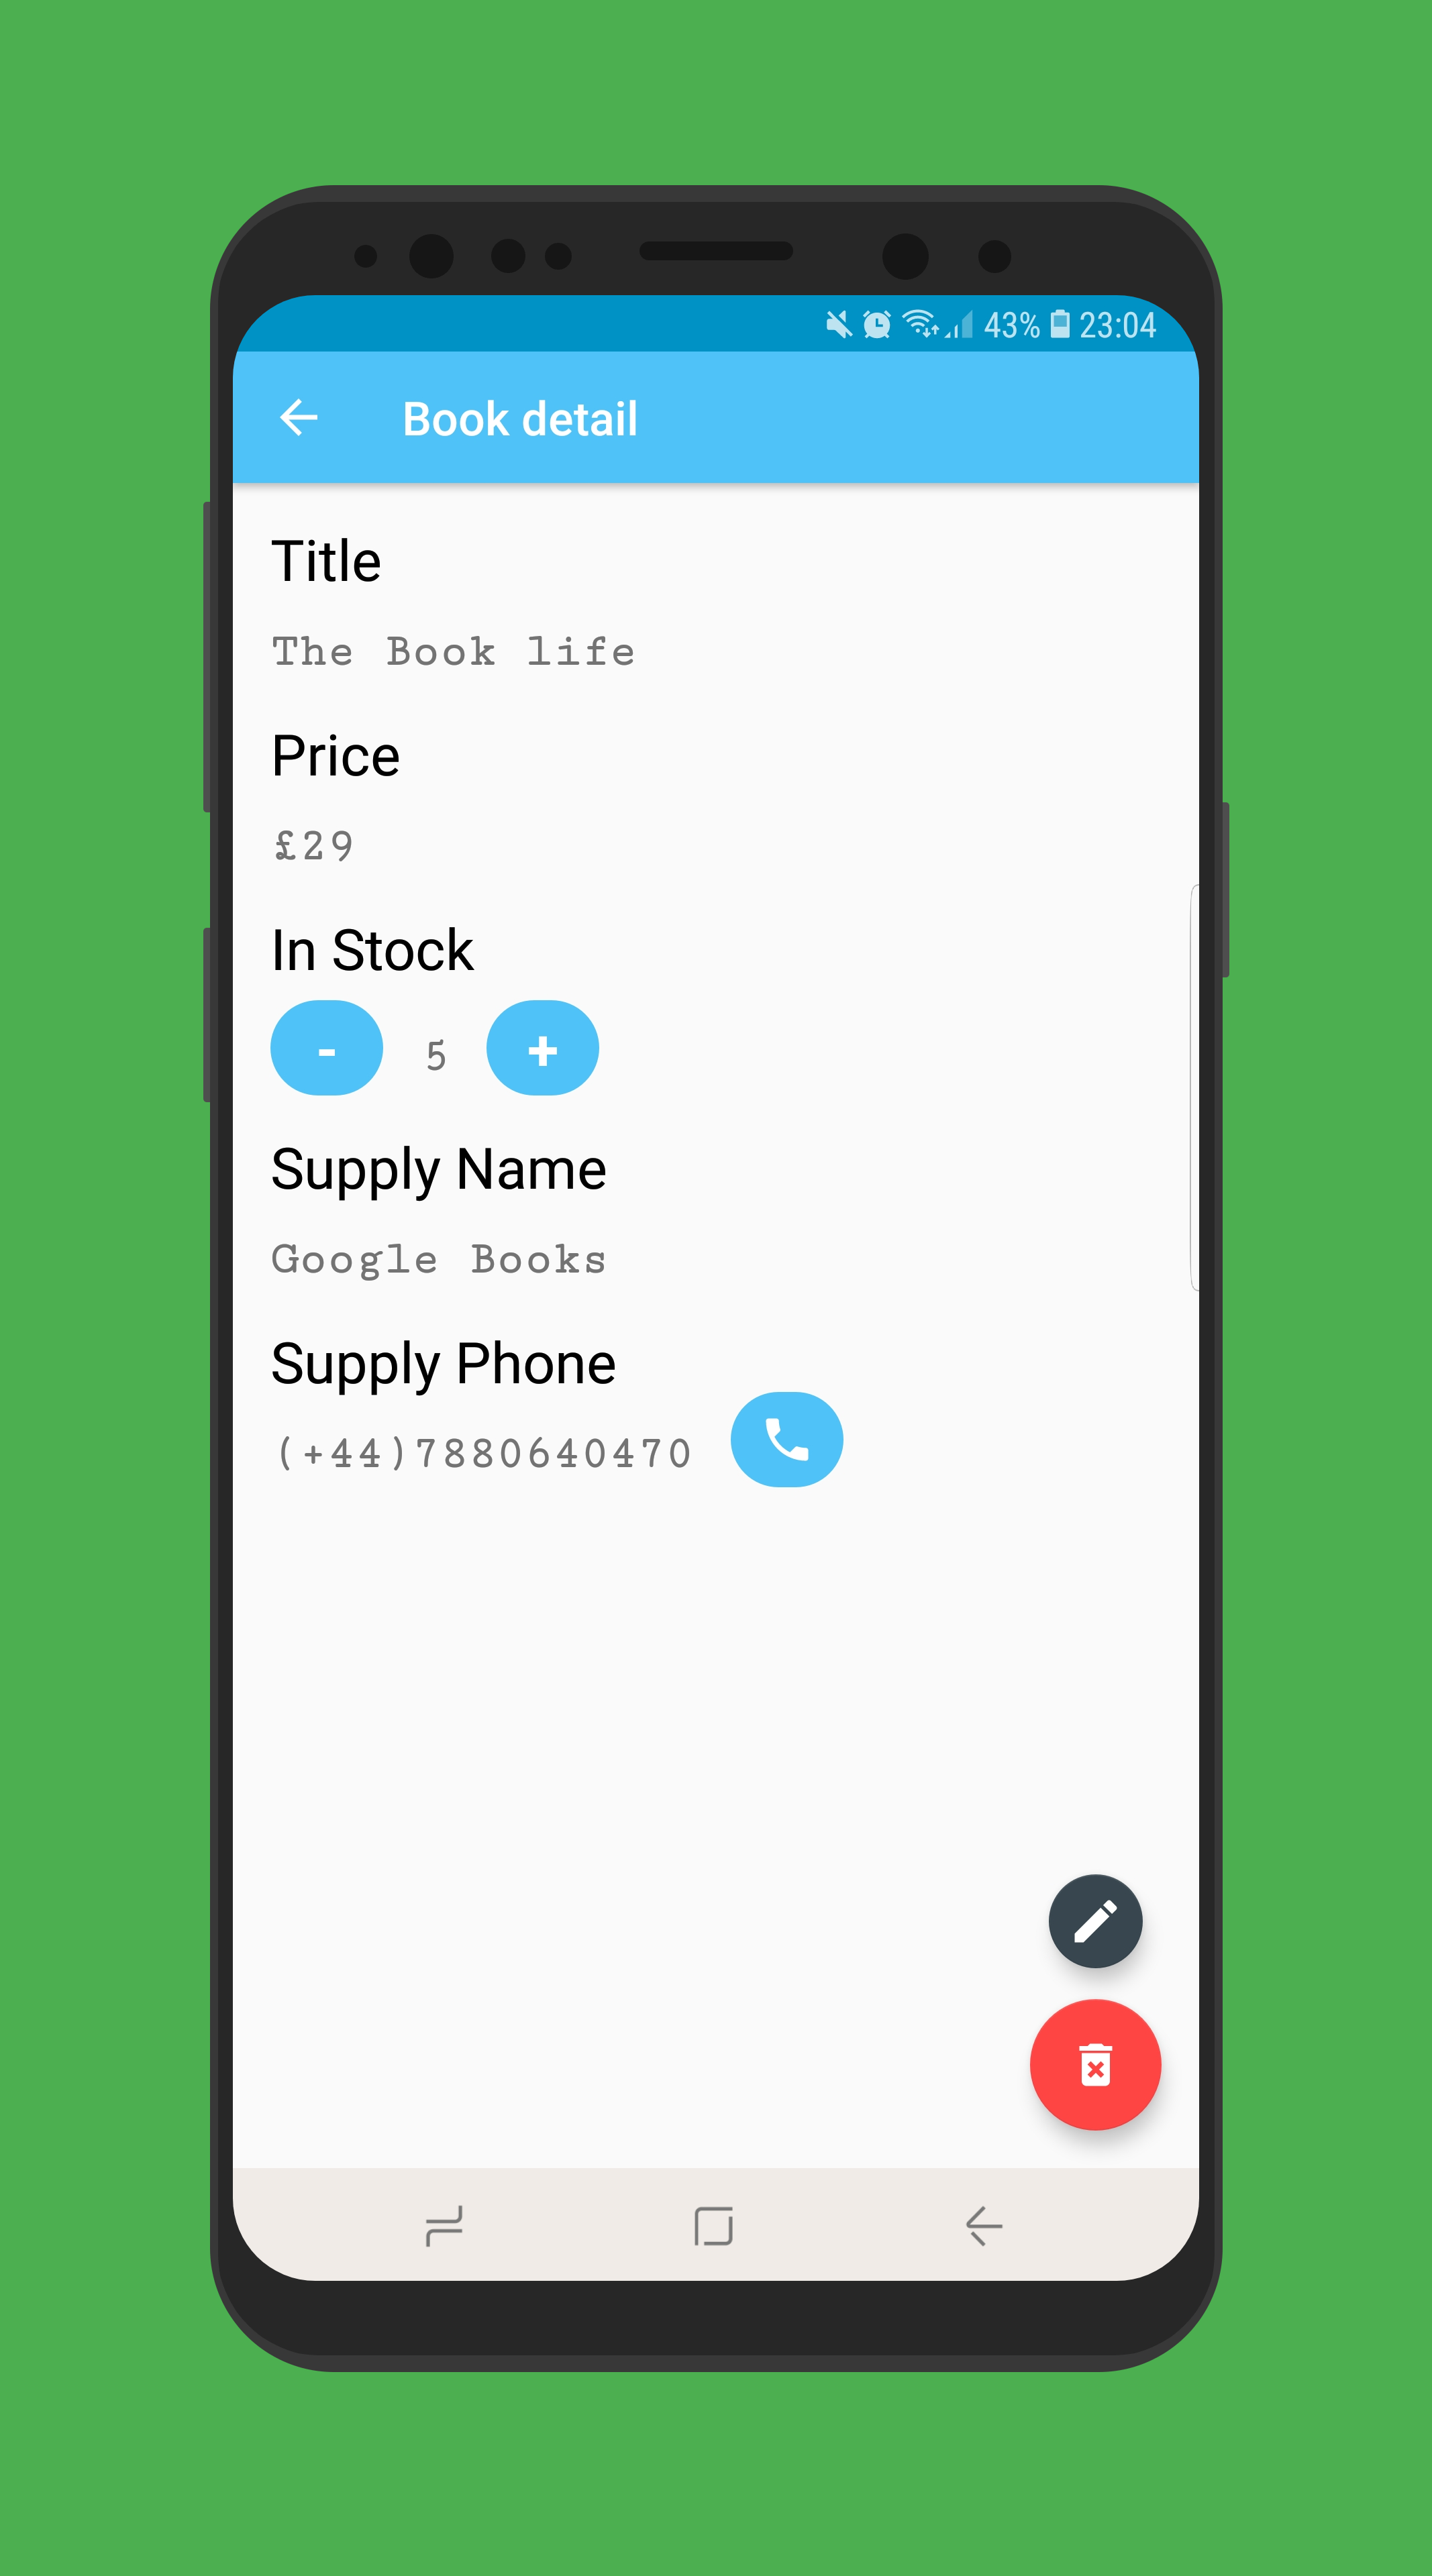 43% 23:04
Book detail
Title
The Book life
Price
£29
In Stock
- 5 +
Supply Name
Google Books
Supply Phone
(+44)7880640470